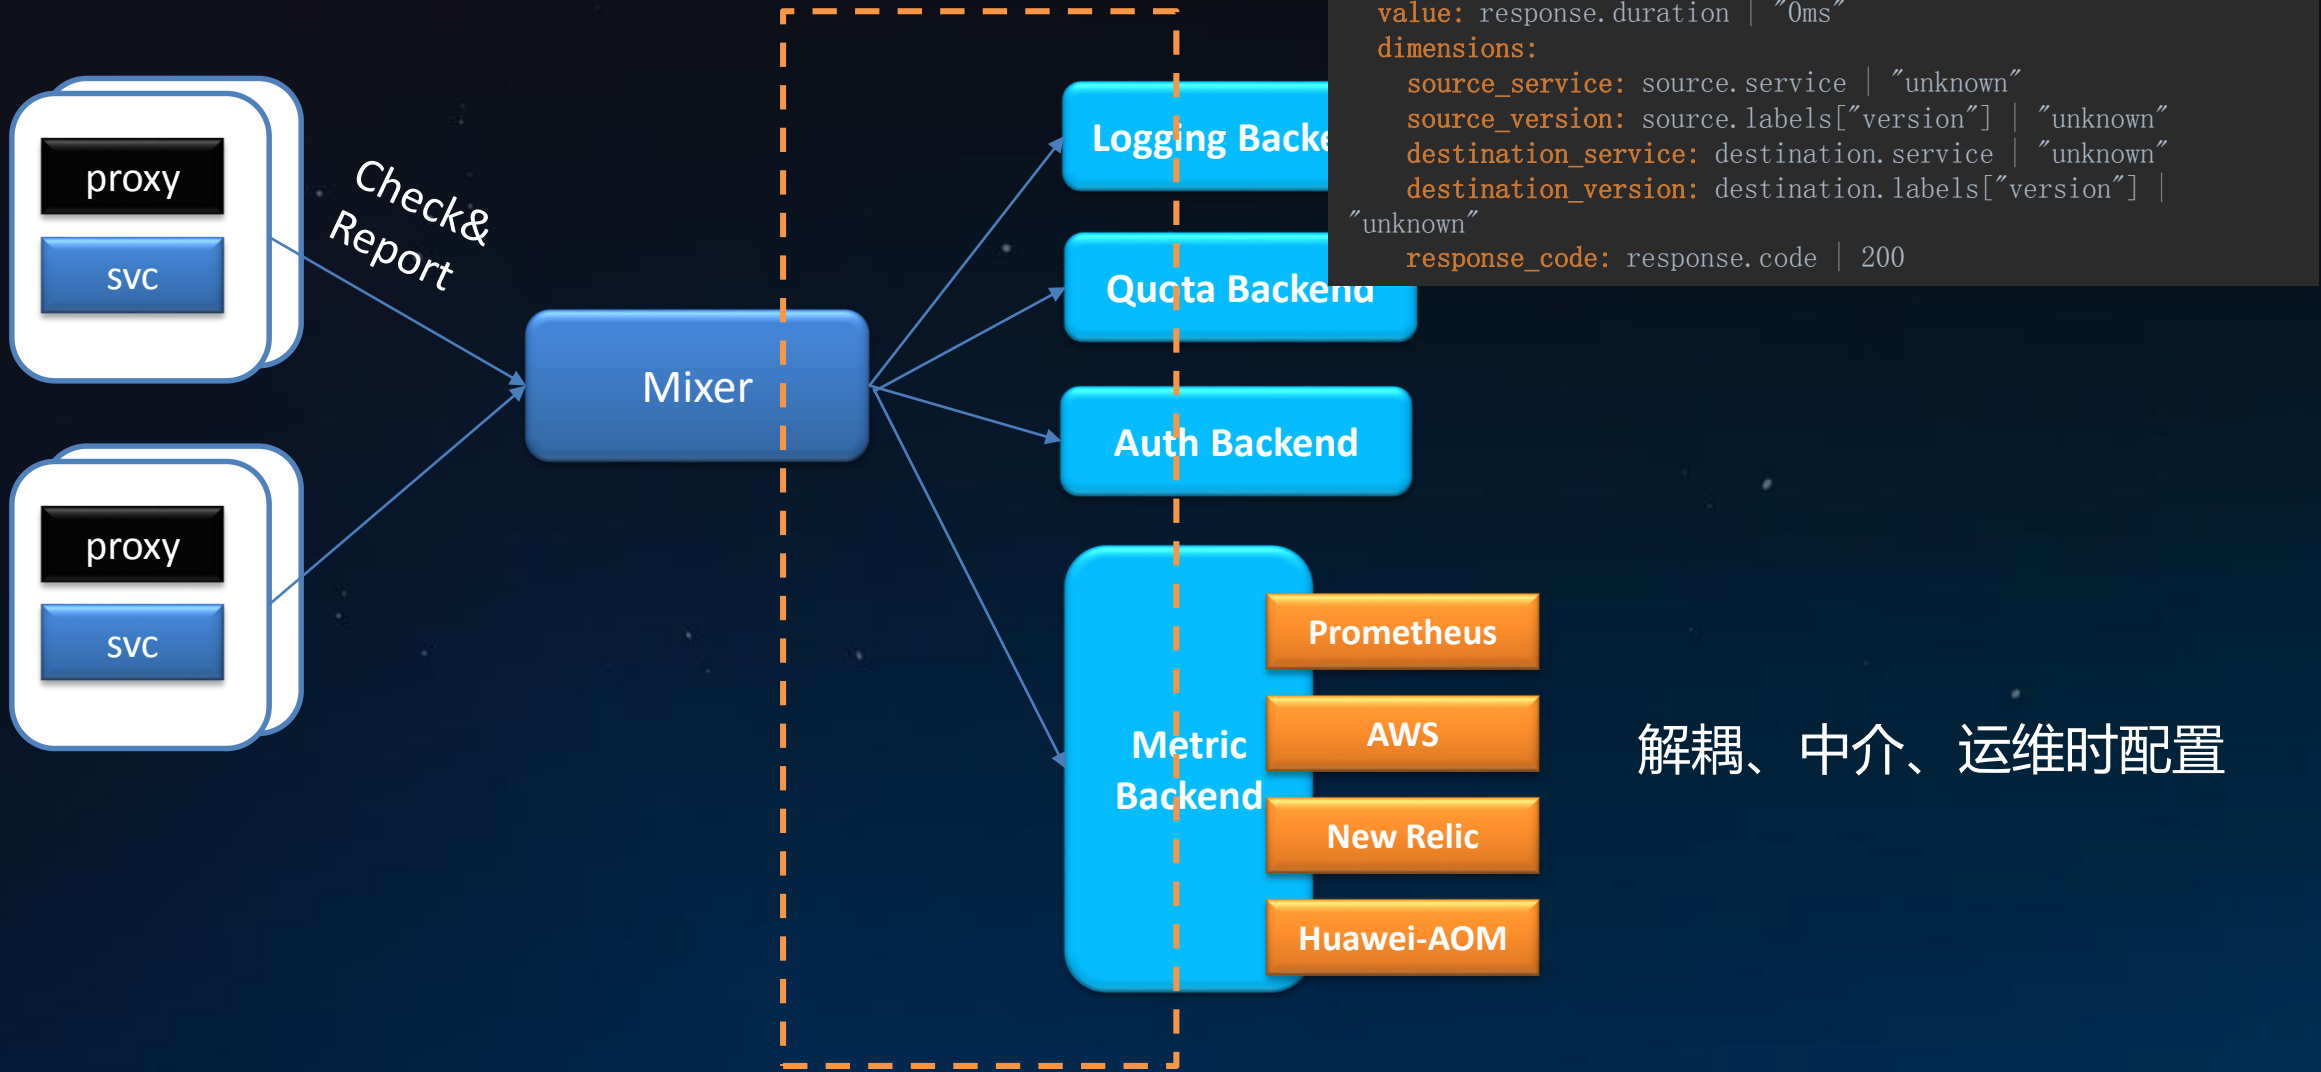 proxy
svc
proxy
svc
Check&
Report
Mixer
Logging Backe
Quota Backend
Auth Backend
Metric
Backend
Prometheus
AWS
New Relic
Huawei-AOM
value: response.duration | "0ms"
dimensions:
source_service: source.service | "unknown"
source_version: source.labels["version"] | "unknown"
destination_service: destination.service | "unknown"
destination_version: destination.labels["version"] |
"unknown"
response_code: response.code | 200
解耦、中介、运维时配置